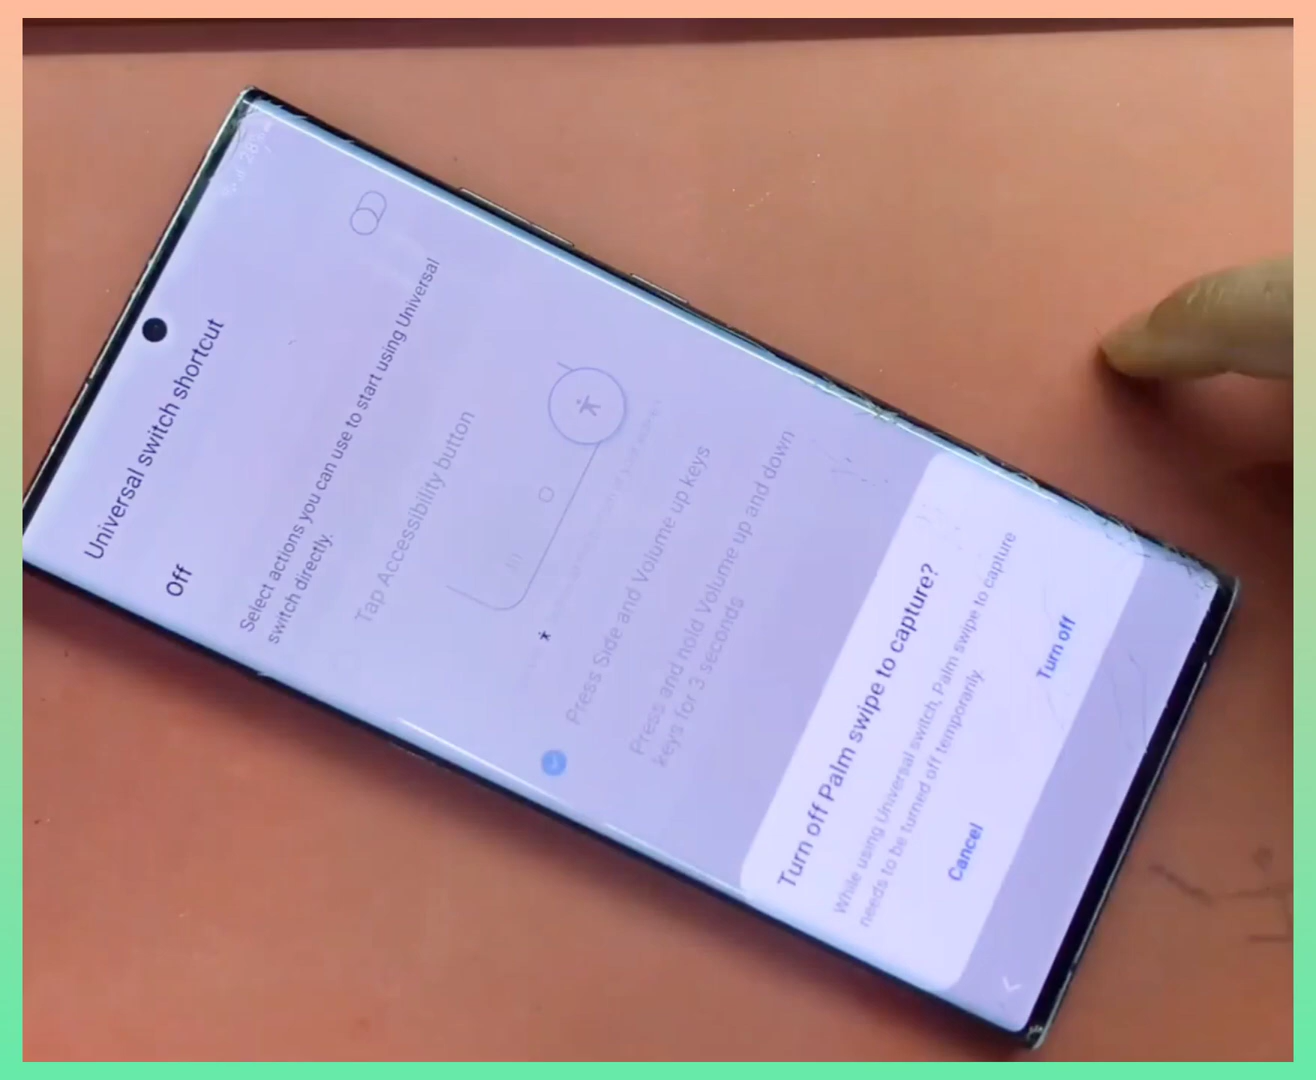 Universal switch shortcut
Off
Select actions you can use to start using Universal
switch directly.
Tap Accessibility button
Press Side and Volume up keys
Press and hold Volume up and down
keys for 3 seconds
Turn off Palm swipe to capture?
While using Universal switch, Palm swipe to capture
needs to be turned off temporarily.
Cancel
Turn off